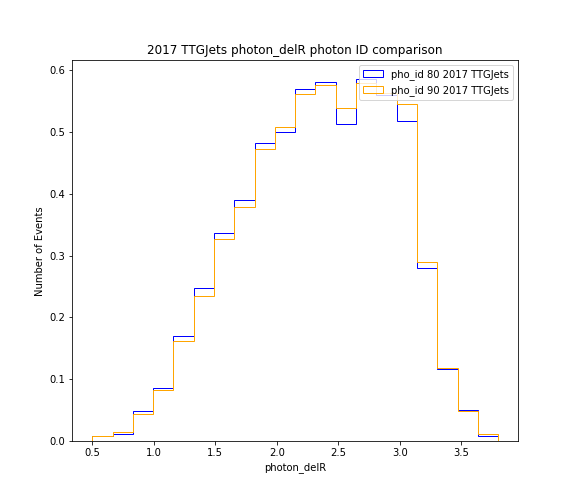 2017 TTGJets photon_delR photon ID comparison
pho_id 80 2017 TTGJets
pho_id 90 2017 TTGJets
Number of Events
0.6
0.5
0.4
0.3
0.2
0.1
0.0
0.5 1.0 1.5 2.0 2.5 3.0 3.5
photon_delR